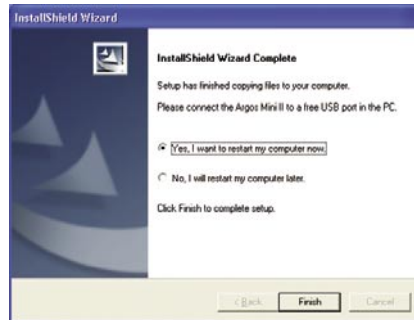 InstallShield Wizard
InstallShield Wizard Complete
Setup has finished copying files to your computer.
Please connect the Argos Mini II to a free USB port in the PC.
Yes, I want to restart my computer now.
No, I will restart my computer later.
Click Finish to complete setup.
< Back Finish Cancel